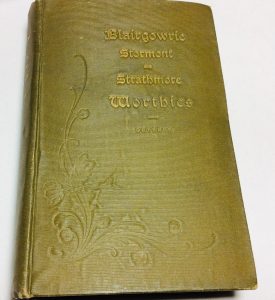 Blairgowrie
Stormont
and
Strathmore
Worthies